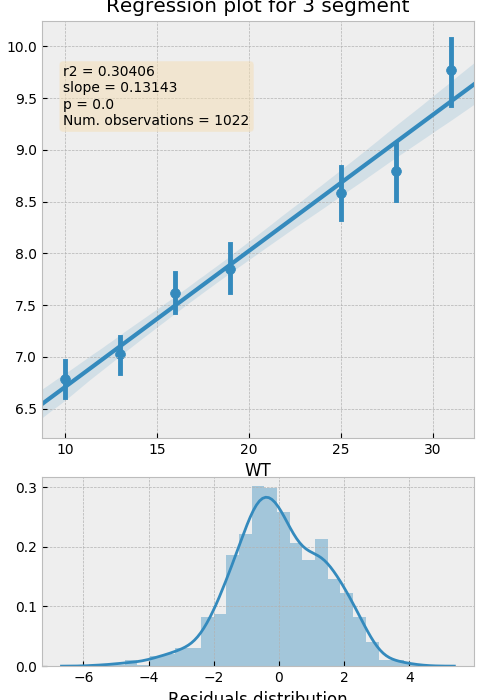 Regression plot for 3 segment
10.0
9.5
9.0
8.5
8.0
7.5
7.0
6.5
r2 = 0.30406
slope = 0.13143
p = 0.0
Num. observations = 1022
10 15 20 25 30
WT
0.3
0.2
0.1
0.0
−6 −4 −2 0 2 4
Residuals distribution